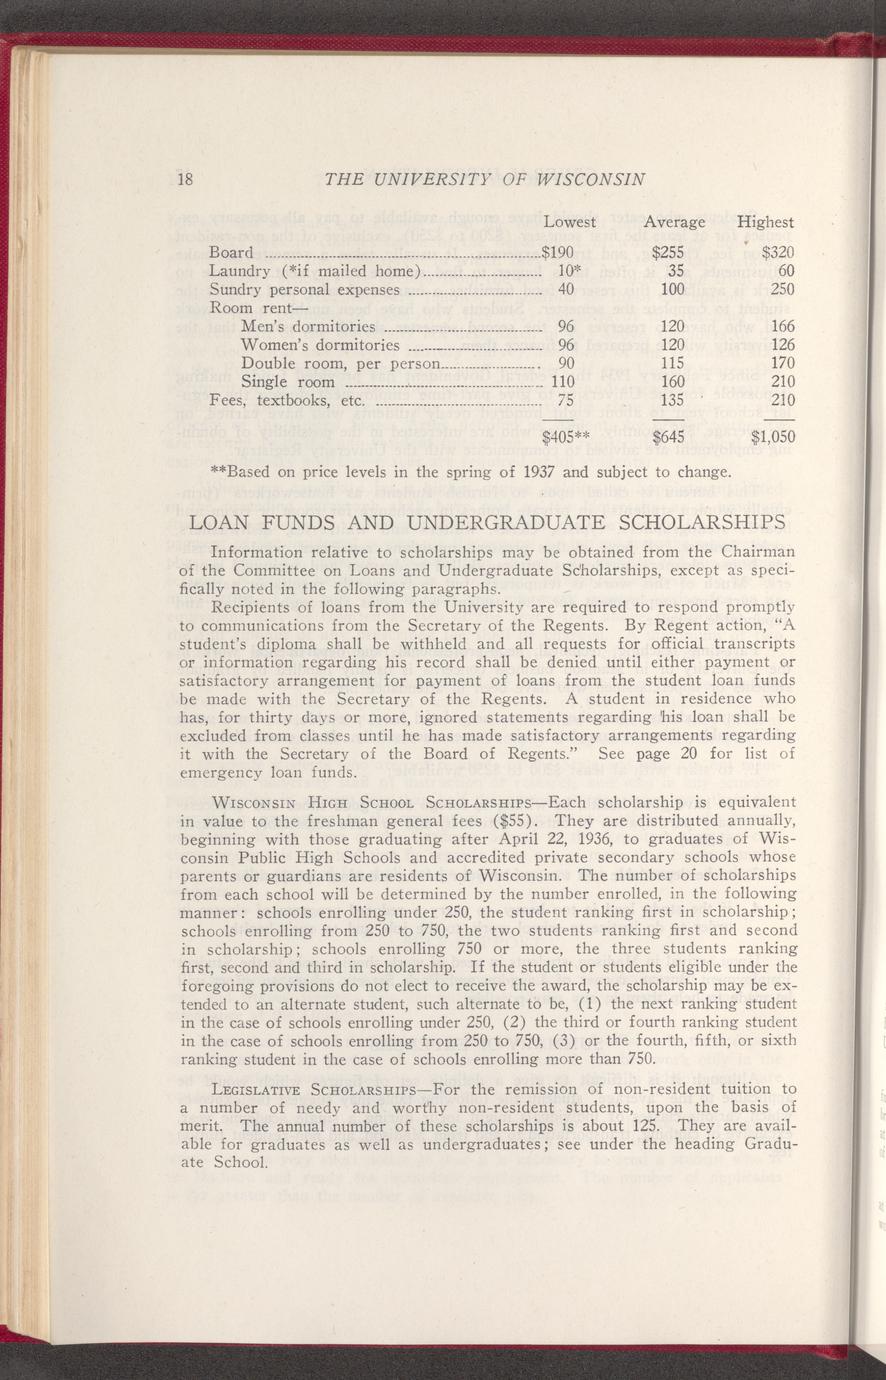 18 THE UNIVERSITY OF WISCONSIN
Lowest Average Highest
Board $190 $255 $320
Laundry (*if mailed home) 10* 35 60
Sundry personal expenses 40 100 250
Room rent—
Men's dormitories 96 120 166
Women's dormitories 96 120 126
Double room, per person 90 115 170
Single room 110 160 210
Fees, textbooks, etc. 75 135 210
$405** $645 $1,050
**Based on price levels in the spring of 1937 and subject to change.
LOAN FUNDS AND UNDERGRADUATE SCHOLARSHIPS
Information relative to scholarships may be obtained from the Chairman
of the Committee on Loans and Undergraduate Scholarships, except as speci-
fically noted in the following paragraphs.
Recipients of loans from the University are required to respond promptly
to communications from the Secretary of the Regents. By Regent action, "A
student's diploma shall be withheld and all requests for official transcripts
or information regarding his record shall be denied until either payment or
satisfactory arrangement for payment of loans from the student loan funds
be made with the Secretary of the Regents. A student in residence who
has, for thirty days or more, ignored statements regarding his loan shall be
excluded from classes until he has made satisfactory arrangements regarding
it with the Secretary of the Board of Regents." See page 20 for list of
emergency loan funds.
WISCONSIN HIGH SCHOOL SCHOLARSHIPS—Each scholarship is equivalent
in value to the freshman general fees ($55). They are distributed annually,
beginning with those graduating after April 22, 1936, to graduates of Wis-
consin Public High Schools and accredited private secondary schools whose
parents or guardians are residents of Wisconsin. The number of scholarships
from each school will be determined by the number enrolled, in the following
manner: schools enrolling under 250, the student ranking first in scholarship;
schools enrolling from 250 to 750, the two students ranking first and second
in scholarship; schools enrolling 750 or more, the three students ranking
first, second and third in scholarship. If the student or students eligible under the
foregoing provisions do not elect to receive the award, the scholarship may be ex-
tended to an alternate student, such alternate to be, (1) the next ranking student
in the case of schools enrolling under 250, (2) the third or fourth ranking student
in the case of schools enrolling from 250 to 750, (3) or the fourth, fifth, or sixth
ranking student in the case of schools enrolling more than 750.
LEGISLATIVE SCHOLARSHIPS—For the remission of non-resident tuition to
a number of needy and worthy non-resident students, upon the basis of
merit. The annual number of these scholarships is about 125. They are avail-
able for graduates as well as undergraduates; see under the heading Gradu-
ate School.